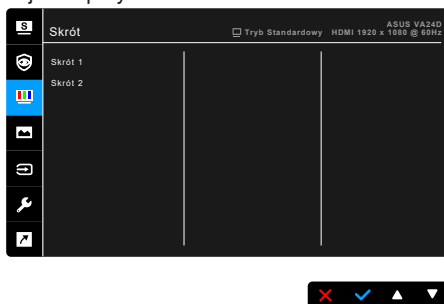 S
ASUS VA24D
Skrót
Tryb Standardowy HDMI 1920 x 1080 @ 60Hz
Skrót 1
Skrót 2